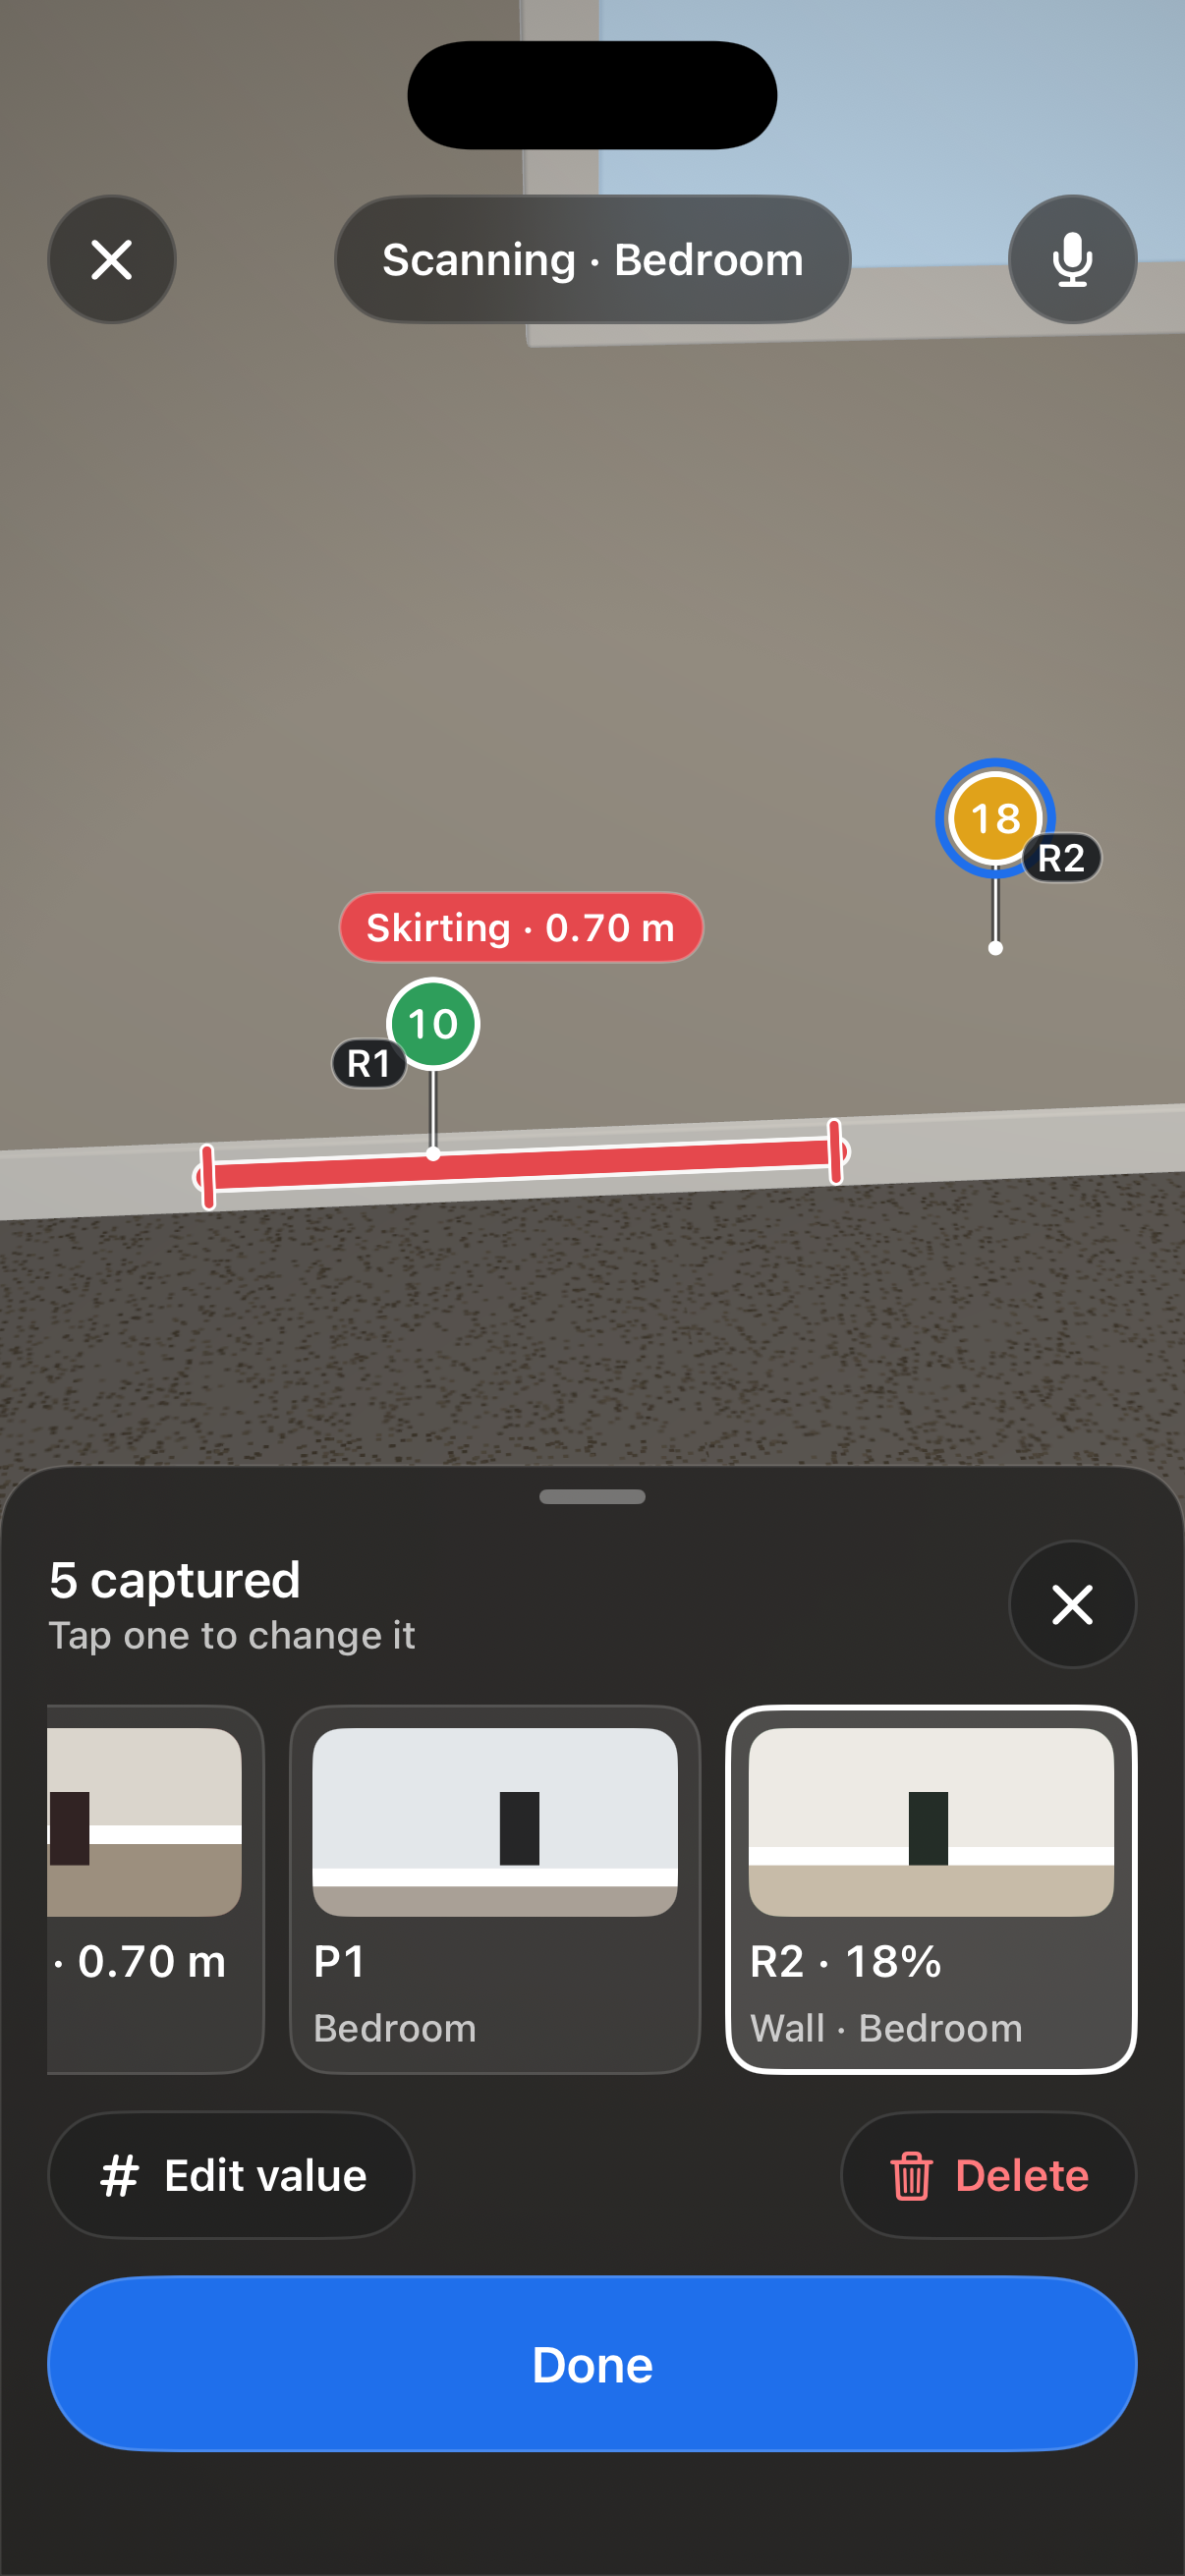 Scanning · Bedroom
18
R2
Skirting · 0.70 m
10
R1
5 captured
Tap one to change it
· 0.70 m
P1
Bedroom
R2 · 18%
Wall · Bedroom
# Edit value
Delete
Done